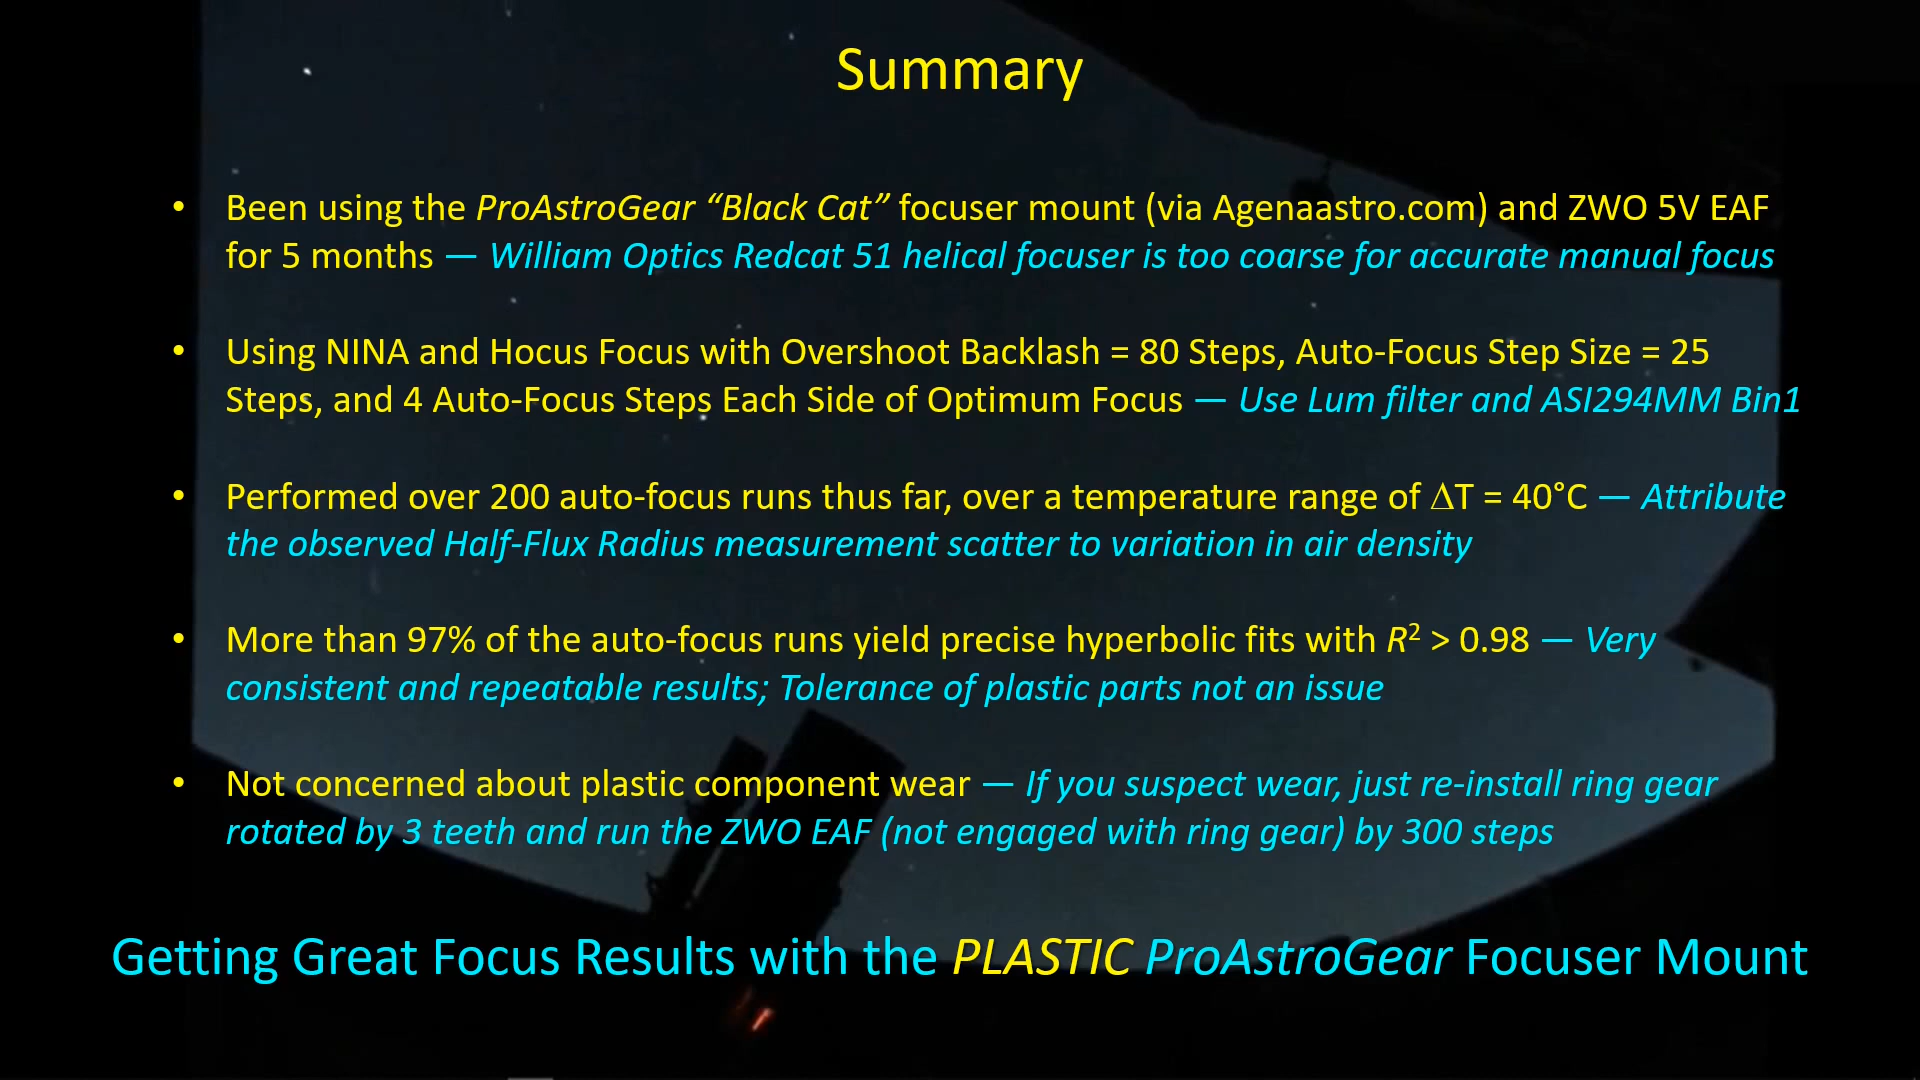 Summary
• Been using the ProAstroGear “Black Cat” focuser mount (via Agenaastro.com) and ZWO 5V EAF
for 5 months — William Optics Redcat 51 helical focuser is too coarse for accurate manual focus
• Using NINA and Hocus Focus with Overshoot Backlash = 80 Steps, Auto-Focus Step Size = 25
Steps, and 4 Auto-Focus Steps Each Side of Optimum Focus — Use Lum filter and ASI294MM Bin1
• Performed over 200 auto-focus runs thus far, over a temperature range of ΔT = 40°C — Attribute
the observed Half-Flux Radius measurement scatter to variation in air density
• More than 97% of the auto-focus runs yield precise hyperbolic fits with R² > 0.98 — Very
consistent and repeatable results; Tolerance of plastic parts not an issue
• Not concerned about plastic component wear — If you suspect wear, just re-install ring gear
rotated by 3 teeth and run the ZWO EAF (not engaged with ring gear) by 300 steps
Getting Great Focus Results with the PLASTIC ProAstroGear Focuser Mount